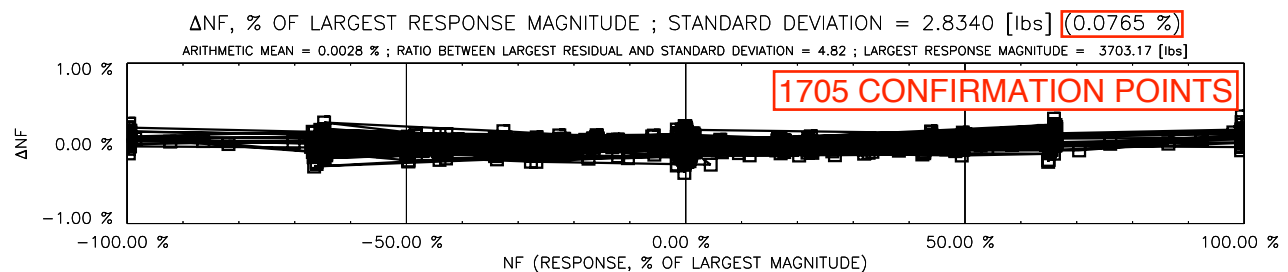 ΔNF, % OF LARGEST RESPONSE MAGNITUDE ; STANDARD DEVIATION = 2.8340 [lbs] (0.0765 %)
ARITHMETIC MEAN = 0.0028 % ; RATIO BETWEEN LARGEST RESIDUAL AND STANDARD DEVIATION = 4.82 ; LARGEST RESPONSE MAGNITUDE = 3703.17 [lbs]
1.00 %
1705 CONFIRMATION POINTS
ΔNF
0.00 %
−1.00 %
−100.00 % −50.00 % 0.00 % 50.00 % 100.00 %
NF (RESPONSE, % OF LARGEST MAGNITUDE)